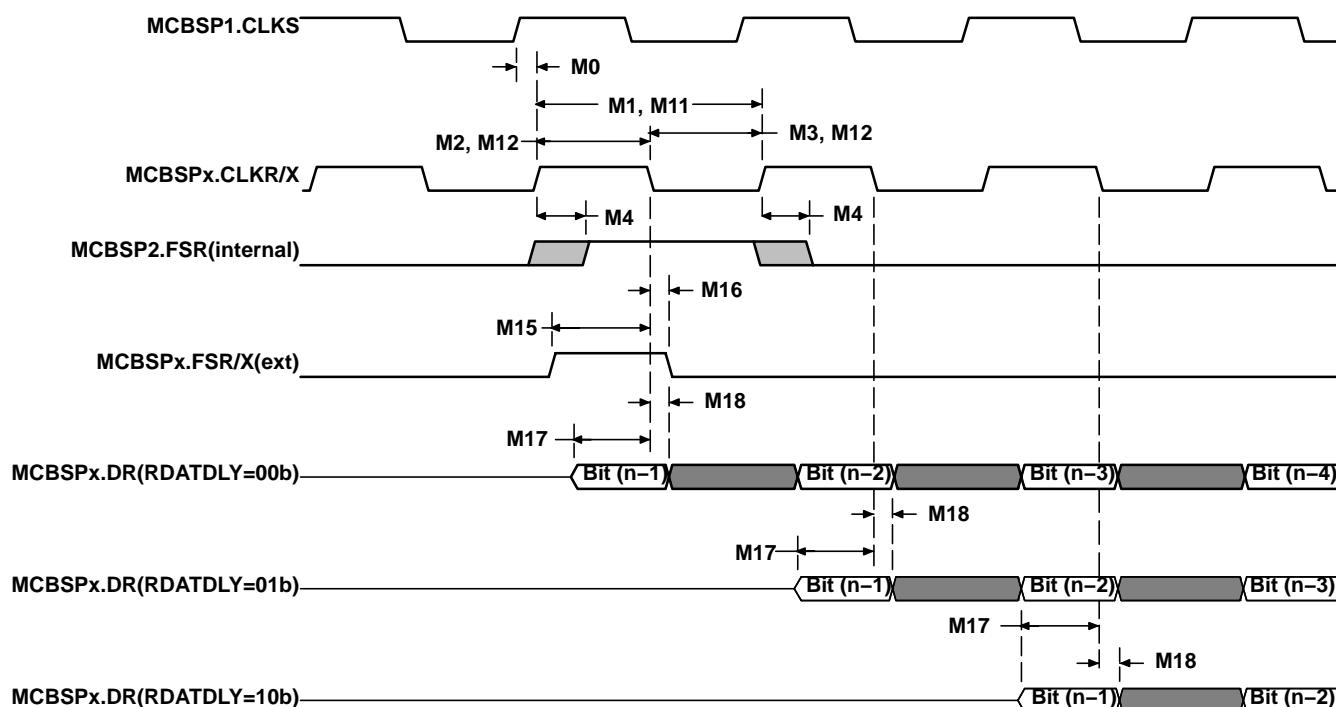 MCBSP1.CLKS
M0
M1, M11
M2, M12
M3, M12
MCBSPx.CLKR/X
M4
M4
MCBSP2.FSR(internal)
M16
M15
MCBSPx.FSR/X(ext)
M18
M17
MCBSPx.DR(RDATDLY=00b)
Bit (n−1)
Bit (n−2)
Bit (n−3)
Bit (n−4)
M18
M17
MCBSPx.DR(RDATDLY=01b)
Bit (n−1)
Bit (n−2)
Bit (n−3)
M17
M18
MCBSPx.DR(RDATDLY=10b)
Bit (n−1)
Bit (n−2)